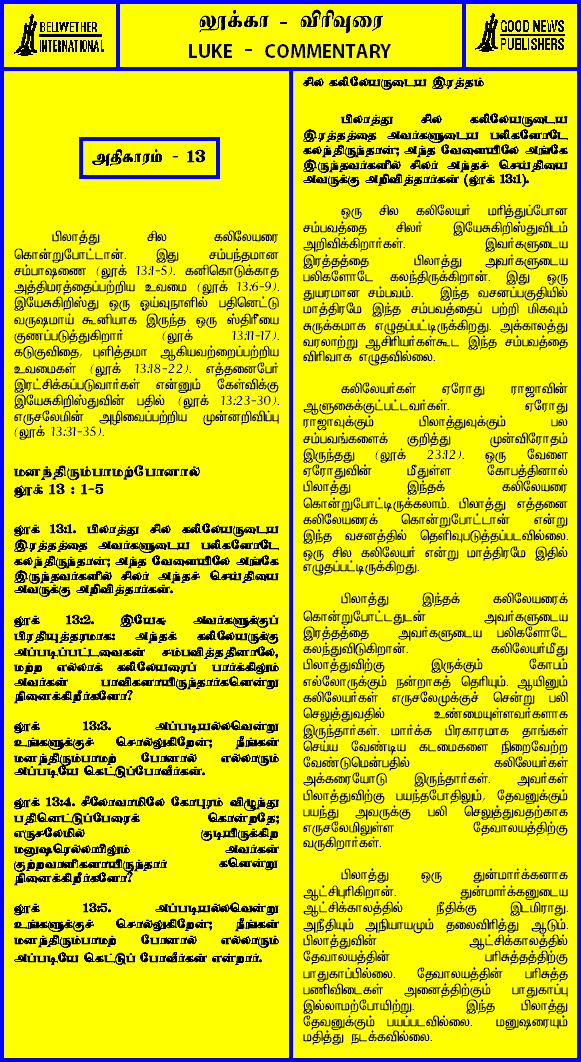 BELLWETHER
INTERNATIONAL
லூக்கா - விரிவுரை
LUKE - COMMENTARY
GOOD NEWS
PUBLISHERS
அதிகாரம் - 13
பிலாத்து சில கலிலேயரை
கொன்றுபோட்டான். இது சம்பந்தமான
சம்பாஷணை (லூக் 13:1-5). கனிகொடுக்காத
அத்திமரத்தைப்பற்றிய உவமை (லூக் 13:6-9).
இயேசுகிறிஸ்து ஒரு ஓய்வுநாளில் பதினெட்டு
வருஷமாய் கூனியாக இருந்த ஒரு ஸ்திரீயை
குணப்படுத்துகிறார் (லூக் 13:11-17).
கடுகுவிதை, புளித்தமா ஆகியவற்றைப்பற்றிய
உவமைகள் (லூக் 13:18-22). எத்தனைபேர்
இரட்சிக்கப்படுவார்கள் என்னும் கேள்விக்கு
இயேசுகிறிஸ்துவின் பதில் (லூக் 13:23-30).
எருசலேமின் அழிவைப்பற்றிய முன்னறிவிப்பு
(லூக் 13:31-35).
மனந்திரும்பாமற்போனால்
லூக் 13 : 1-5
லூக் 13:1. பிலாத்து சில கலிலேயருடைய
இரத்தத்தை அவர்களுடைய பலிகளோடே
கலந்திருந்தான்; அந்த வேளையிலே அங்கே
இருந்தவர்களில் சிலர் அந்தச் செய்தியை
அவருக்கு அறிவித்தார்கள்.
லூக் 13:2. இயேசு அவர்களுக்குப்
பிரதியுத்தரமாக: அந்தக் கலிலேயருக்கு
அப்படிப்பட்டவைகள் சம்பவித்ததினாலே,
மற்ற எல்லாக் கலிலேயரைப் பார்க்கிலும்
அவர்கள் பாவிகளாயிருந்தார்களென்று
நினைக்கிறீர்களோ?
லூக் 13:3. அப்படியல்லவென்று
உங்களுக்குச் சொல்லுகிறேன்; நீங்கள்
மனந்திரும்பாமற் போனால் எல்லாரும்
அப்படியே கெட்டுப்போவீர்கள்.
லூக் 13:4. சீலோவாமிலே கோபுரம் விழுந்து
பதினெட்டுப்பேரைக் கொன்றதே;
எருசலேமில் குடியிருக்கிற
மனுஷரெல்லாயிலும் அவர்கள்
குற்றவாளிகளாயிருந்தார் களென்று
நினைக்கிறீர்களோ?
லூக் 13:5. அப்படியல்லவென்று
உங்களுக்குச் சொல்லுகிறேன்; நீங்கள்
மனந்திரும்பாமற் போனால் எல்லாரும்
அப்படியே கெட்டுப் போவீர்கள் என்றார்.
சில கலிலேயருடைய இரத்தம்
பிலாத்து சில கலிலேயருடைய
இரத்தத்தை அவர்களுடைய பலிகளோடே
கலந்திருந்தான்; அந்த வேளையிலே அங்கே
இருந்தவர்களில் சிலர் அந்தச் செய்தியை
அவருக்கு அறிவித்தார்கள் (லூக் 13:1).
ஒரு சில கலிலேயர் மரித்துப்போன
சம்பவத்தை சிலர் இயேசுகிறிஸ்துவிடம்
அறிவிக்கிறார்கள். இவர்களுடைய
இரத்தத்தை பிலாத்து அவர்களுடைய
பலிகளோடே கலந்திருக்கிறான். இது ஒரு
துயரமான சம்பவம். இந்த வசனப்பகுதியில்
மாத்திரமே இந்த சம்பவத்தைப் பற்றி மிகவும்
சுருக்கமாக எழுதப்பட்டிருக்கிறது. அக்காலத்து
வரலாற்று ஆசிரியர்கள்கூட இந்த சம்பவத்தை
விரிவாக எழுதவில்லை.
கலிலேயர்கள் ஏரோது ராஜாவின்
ஆளுகைக்குட்பட்டவர்கள். ஏரோது
ராஜாவுக்கும் பிலாத்துவுக்கும் பல
சம்பவங்களைக் குறித்து முன்விரோதம்
இருந்தது (லூக் 23:12). ஒரு வேளை
ஏரோதுவின் மீதுள்ள கோபத்தினால்
பிலாத்து இந்தக் கலிலேயரை
கொன்றுபோட்டிருக்கலாம். பிலாத்து எத்தனை
கலிலேயரைக் கொன்றுபோட்டான் என்று
இந்த வசனத்தில் தெளிவுபடுத்தப்படவில்லை.
ஒரு சில கலிலேயர் என்று மாத்திரமே இதில்
எழுதப்பட்டிருக்கிறது.
பிலாத்து இந்தக் கலிலேயரைக்
கொன்றுபோட்டதுடன் அவர்களுடைய
இரத்தத்தை அவர்களுடைய பலிகளோடே
கலந்துவிடுகிறான். கலிலேயர்மீது
பிலாத்துவிற்கு இருக்கும் கோபம்
எல்லோருக்கும் நன்றாகத் தெரியும். ஆயினும்
கலிலேயர்கள் எருசலேமுக்குச் சென்று பலி
செலுத்துவதில் உண்மையுள்ளவர்களாக
இருந்தார்கள். மார்க்க பிரகாரமாக தாங்கள்
செய்ய வேண்டிய கடமைகளை நிறைவேற்ற
வேண்டுமென்பதில் கலிலேயர்கள்
அக்கரையோடு இருந்தார்கள். அவர்கள்
பிலாத்துவிற்கு பயந்தபோதிலும், தேவனுக்கும்
பயந்து அவருக்கு பலி செலுத்துவதற்காக
எருசலேமிலுள்ள தேவாலயத்திற்கு
வருகிறார்கள்.
பிலாத்து ஒரு துன்மார்க்கனாக
ஆட்சிபுரிகிறான். துன்மார்க்கனுடைய
ஆட்சிக்காலத்தில் நீதிக்கு இடமிராது.
அநீதியும் அநியாயமும் தலைவிரித்து ஆடும்.
பிலாத்துவின் ஆட்சிக்காலத்தில்
தேவாலயத்தின் பரிசுத்தத்திற்கு
பாதுகாப்பில்லை. தேவாலயத்தின் பரிசுத்த
பணிவிடைகள் அனைத்திற்கும் பாதுகாப்பு
இல்லாமற்போயிற்று. இந்த பிலாத்து
தேவனுக்கும் பயப்படவில்லை. மனுஷரையும்
மதித்து நடக்கவில்லை.